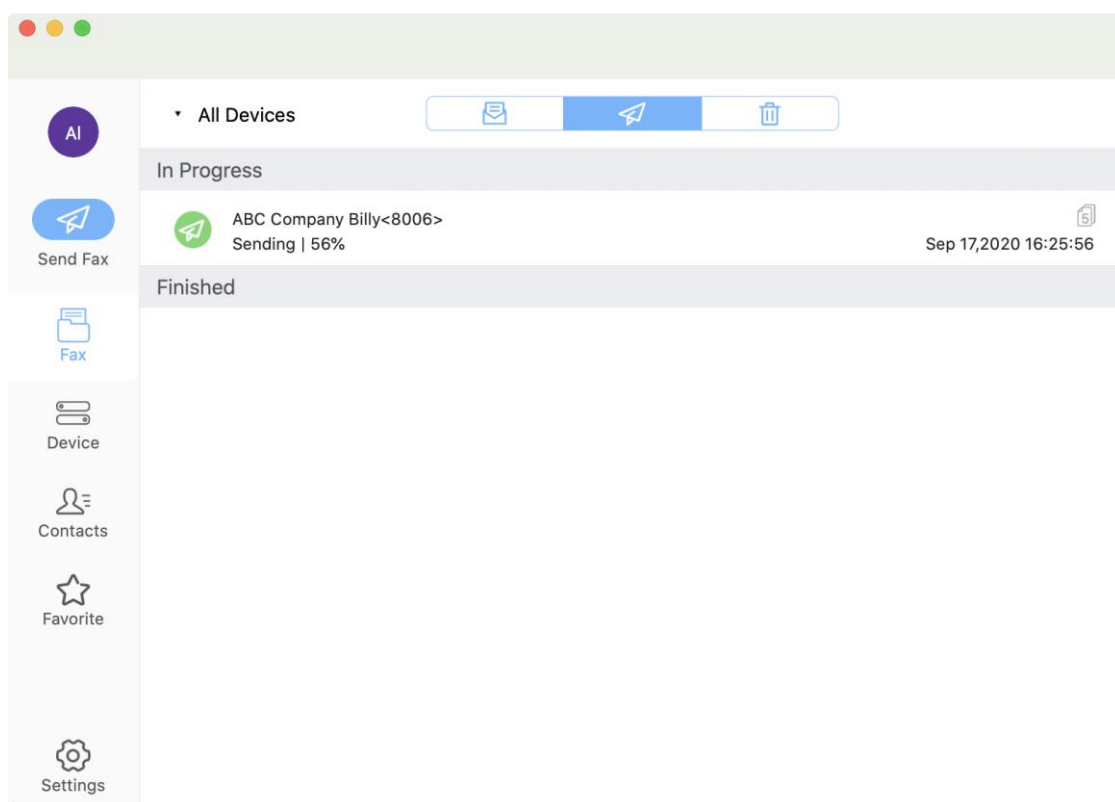 AI
All Devices
In Progress
Send Fax
ABC Company Billy<8006>
5
Sending | 56%
Sep 17,2020 16:25:56
Finished
Fax
Device
Contacts
Favorite
Settings